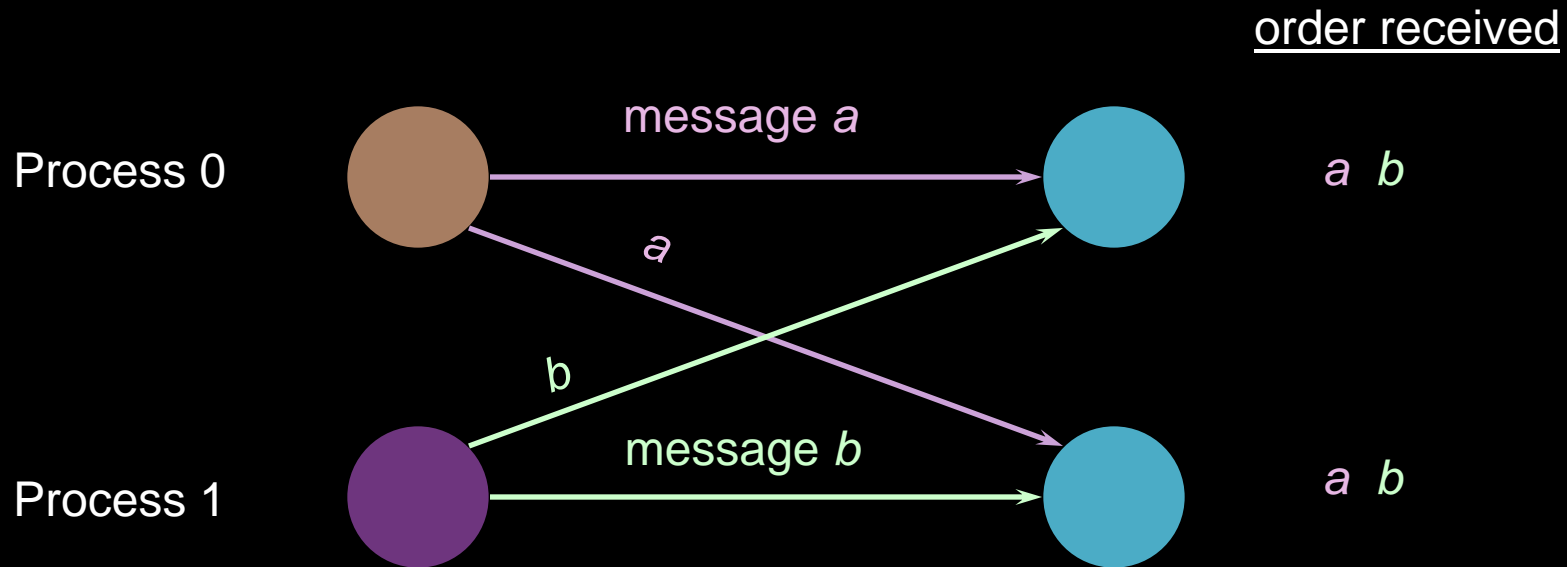 order received
message a
Process 0
a b
a
b
message b
a b
Process 1